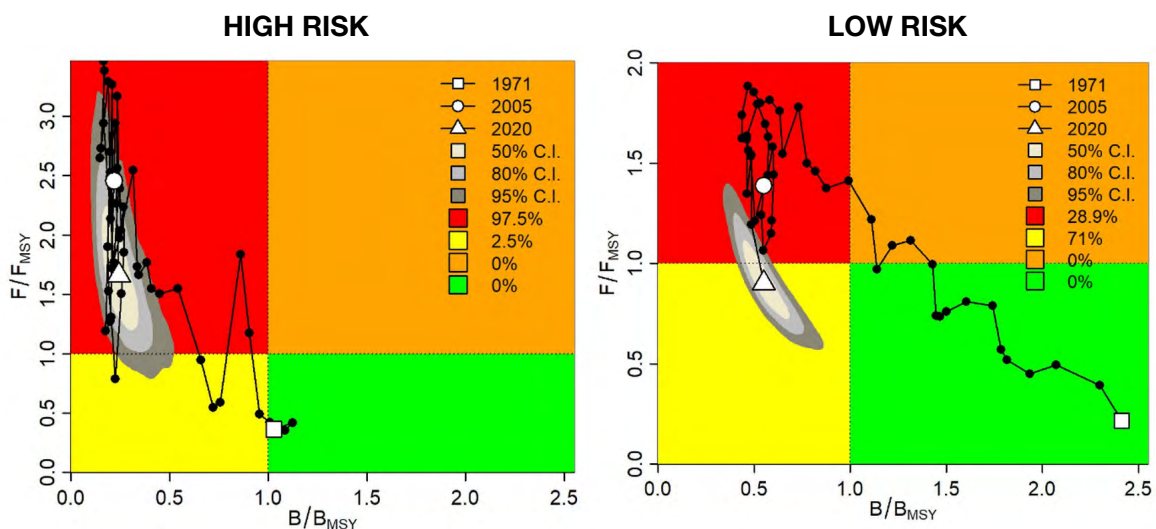 HIGH RISK
F/FMSY
3.0
2.5
2.0
1.5
1.0
0.5
0.0
1971
2005
2020
50% C.I.
80% C.I.
95% C.I.
97.5%
2.5%
0%
0%
0.0 0.5 1.0 1.5 2.0 2.5
B/BMSY
LOW RISK
F/FMSY
2.0
1.5
1.0
0.5
0.0
1971
2005
2020
50% C.I.
80% C.I.
95% C.I.
28.9%
71%
0%
0%
0.0 0.5 1.0 1.5 2.0 2.5
B/BMSY